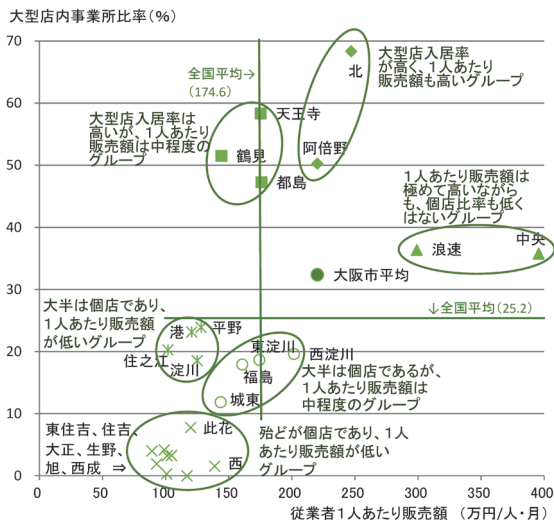 大型店内事業所比率(%)
70
60
50
40
30
20
10
0
全国平均→
(174.6)
北
大型店入居率
が高く、1人あたり
販売額も高いグループ
天王寺
大型店入居率は
高いが、1人あたり
販売額は中程度の
グループ
鶴見
阿倍野
都島
1人あたり販売額は
極めて高いながら
も、個店比率も低く
はないグループ
浪速
中央
大阪市平均
↓全国平均(25.2)
大半は個店であり、
1人あたり販売額
が低いグループ
港
平野
住之江
淀川
東淀川
西淀川
福島
城東
大半は個店であるが、
1人あたり販売額は
中程度のグループ
東住吉、住吉、
大正、生野、
旭、西成 ⇒
此花
西
殆どが個店であり、1人
あたり販売額が低い
グループ
0 50 100 150 200 250 300 350 400
従業者1人あたり販売額 (万円/人・月)